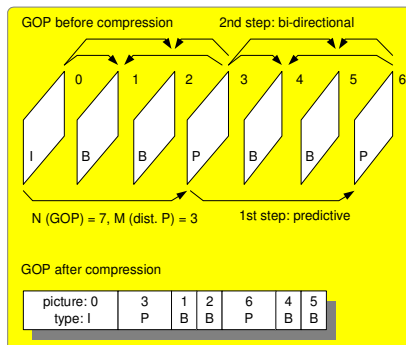 GOP before compression 2nd step: bi-directional
0 1 2 3 4 5 6
I B B P B B P
N (GOP) = 7, M (dist. P) = 3 1st step: predictive
GOP after compression
picture: 0 3 1 2 6 4 5
type: I P B B P B B